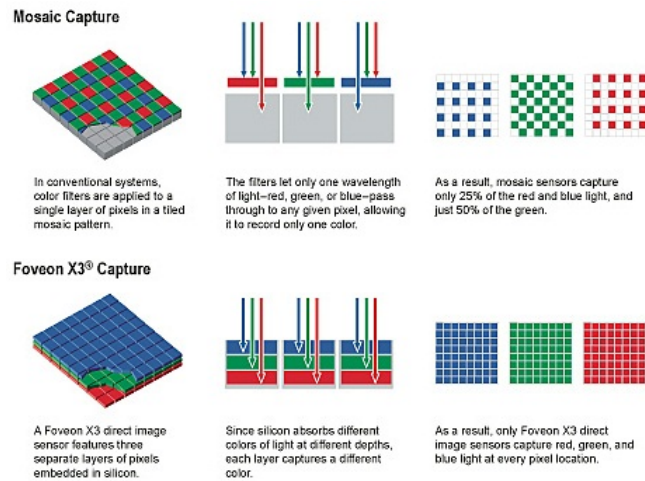 Mosaic Capture
In conventional systems,
color filters are applied to a
single layer of pixels in a tiled
mosaic pattern.
The filters let only one wavelength
of light–red, green, or blue–pass
through to any given pixel, allowing
it to record only one color.
As a result, mosaic sensors capture
only 25% of the red and blue light, and
just 50% of the green.
Foveon X3® Capture
A Foveon X3 direct image
sensor features three
separate layers of pixels
embedded in silicon.
Since silicon absorbs different
colors of light at different depths,
each layer captures a different
color.
As a result, only Foveon X3 direct
image sensors capture red, green, and
blue light at every pixel location.